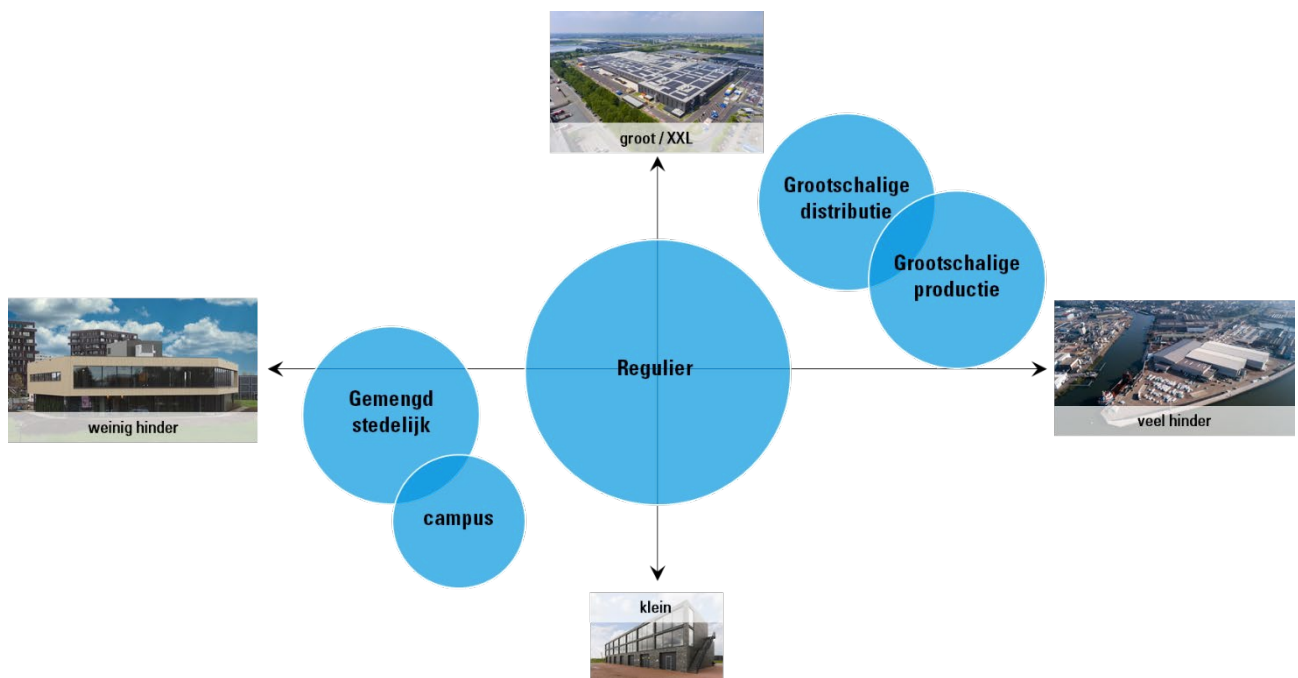 groot / XXL
Grootschalige
distributie
Grootschalige
productie
Regulier
Gemengd
stedelijk
weinig hinder
veel hinder
campus
klein